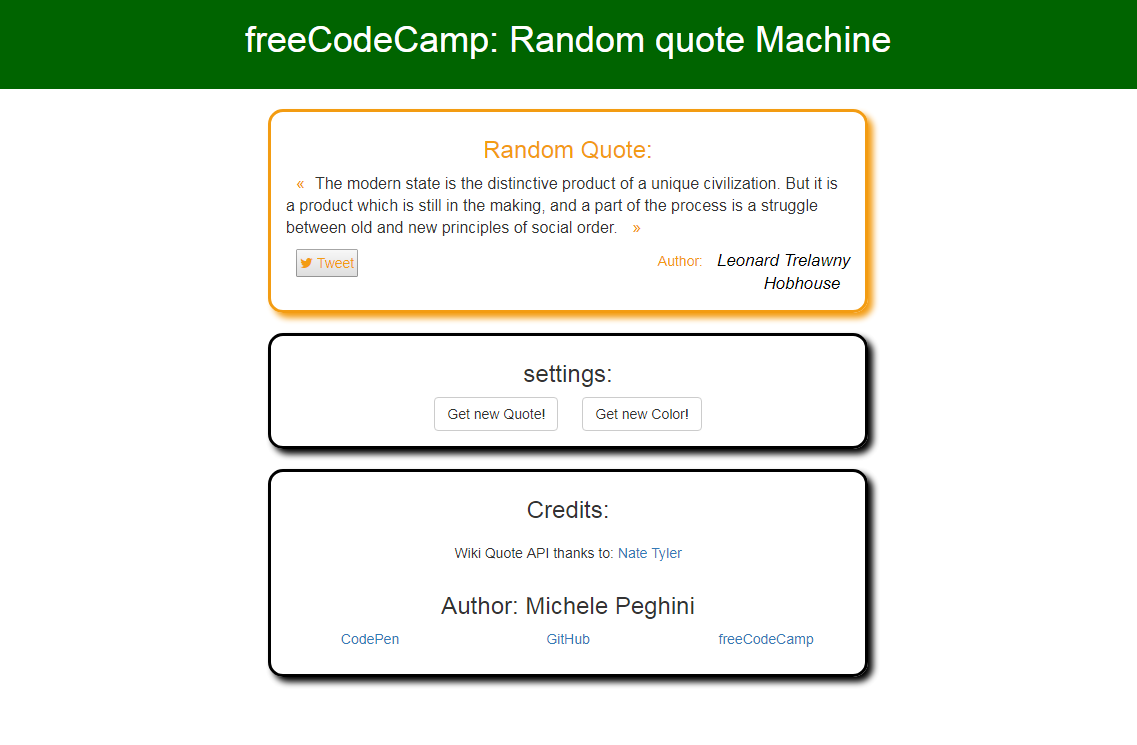 freeCodeCamp: Random quote Machine
Random Quote:
« The modern state is the distinctive product of a unique civilization. But it is
a product which is still in the making, and a part of the process is a struggle
between old and new principles of social order. »
Tweet
Author: Leonard Trelawny
Hobhouse
settings:
Get new Quote! Get new Color!
Credits:
Wiki Quote API thanks to: Nate Tyler
Author: Michele Peghini
CodePen GitHub freeCodeCamp